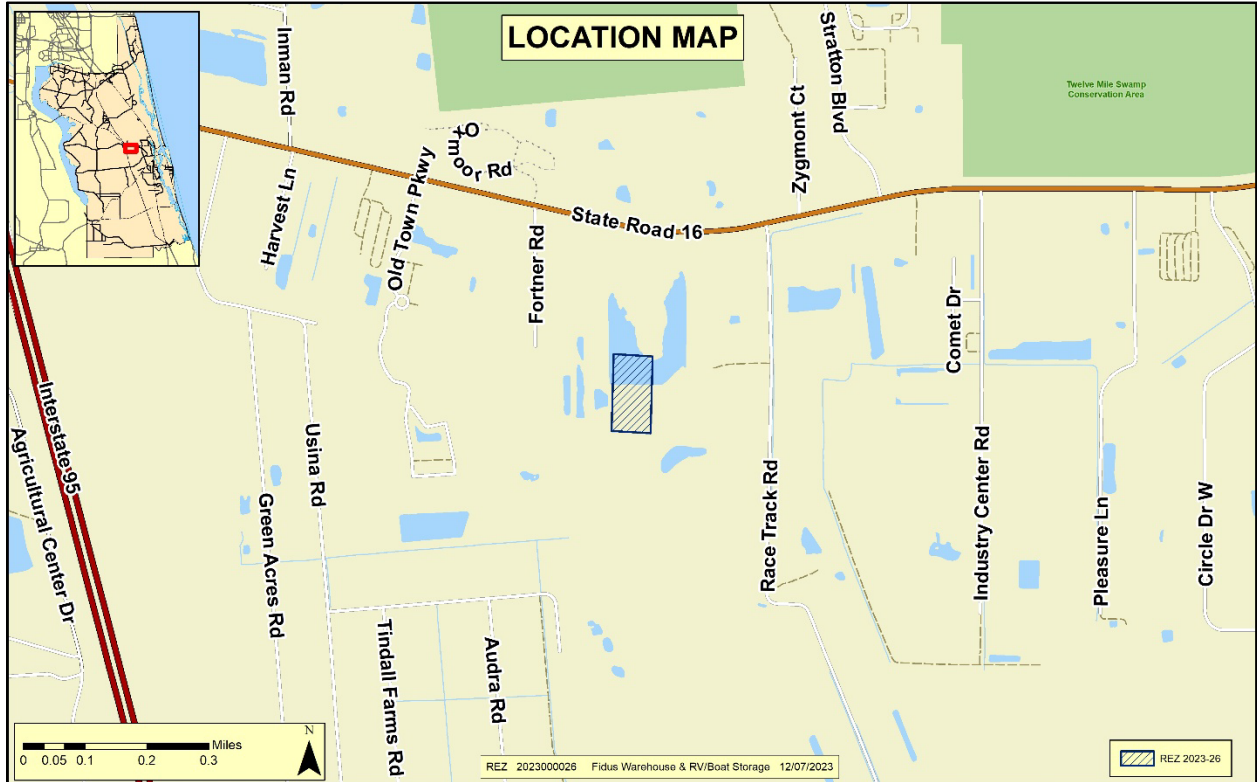 LOCATION MAP
Inman Rd
Stratton Blvd
Zygmont Ct
Twelve Mile Swamp
Conservation Area
Oxmoor Rd
Harvest Ln
Old Town Pkwy
State Road 16
Fortner Rd
Comet Dr
Interstate 95
Agricultural Center Dr
Usina Rd
Green Acres Rd
Race Track Rd
Industry Center Rd
Pleasure Ln
Circle Dr W
Tindall Farms Rd
Audra Rd
N
Miles
0 0.05 0.1 0.2 0.3
REZ 2023000026 Fidus Warehouse & RV/Boat Storage 12/07/2023
REZ 2023-26